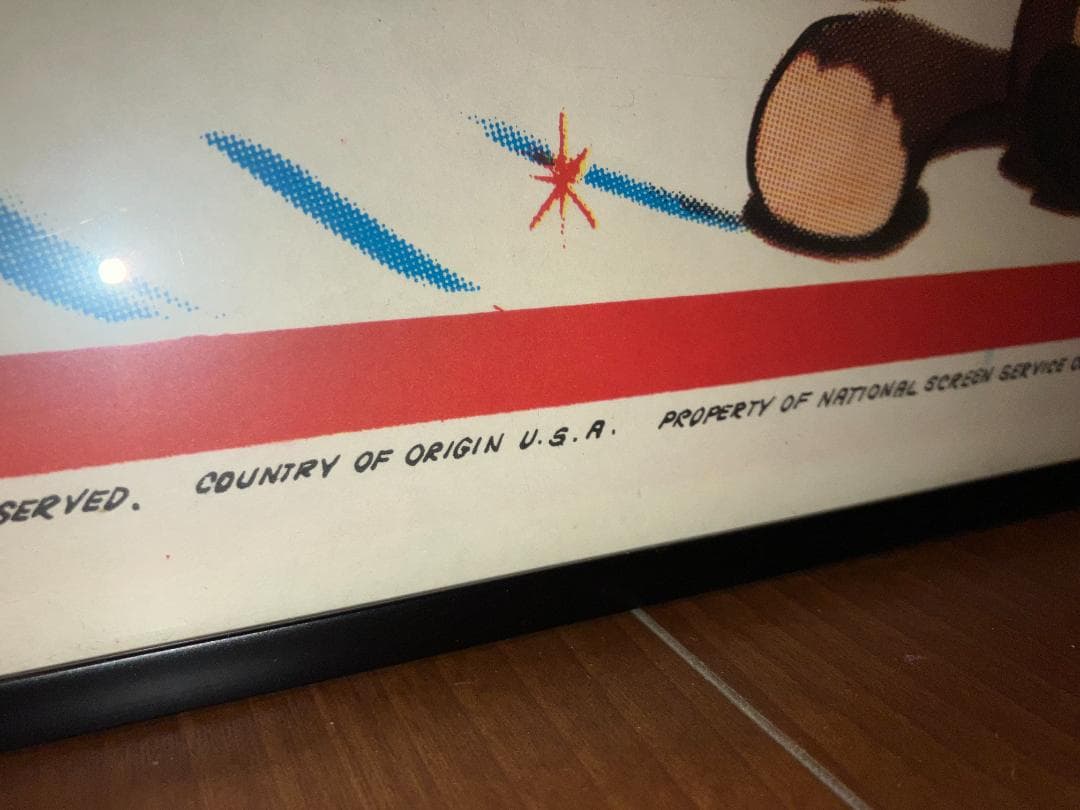 SERVED. COUNTRY OF ORIGIN U.S.A. PROPERTY OF NATIONAL SCREEN SERVICE